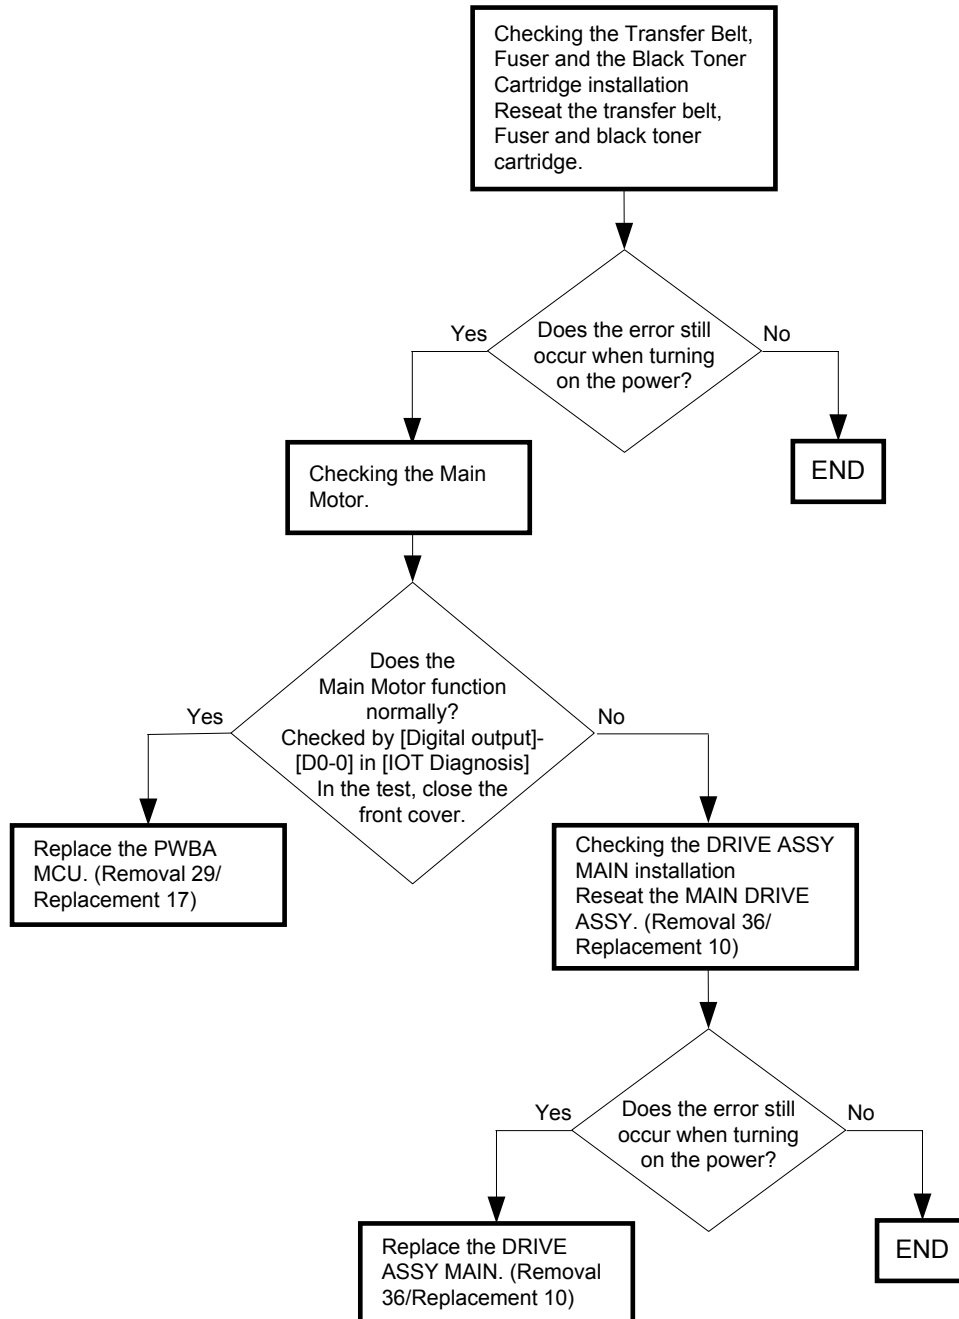 Checking the Transfer Belt,
Fuser and the Black Toner
Cartridge installation
Reseat the transfer belt,
Fuser and black toner
cartridge.
Does the error still
occur when turning
on the power?
Yes
No
END
Checking the Main
Motor.
Does the
Main Motor function
normally?
Checked by [Digital output]-
[D0-0] in [IOT Diagnosis]
In the test, close the
front cover.
Yes
No
Replace the PWBA
MCU. (Removal 29/
Replacement 17)
Checking the DRIVE ASSY
MAIN installation
Reseat the MAIN DRIVE
ASSY. (Removal 36/
Replacement 10)
Does the error still
occur when turning
on the power?
Yes
No
END
Replace the DRIVE
ASSY MAIN. (Removal
36/Replacement 10)